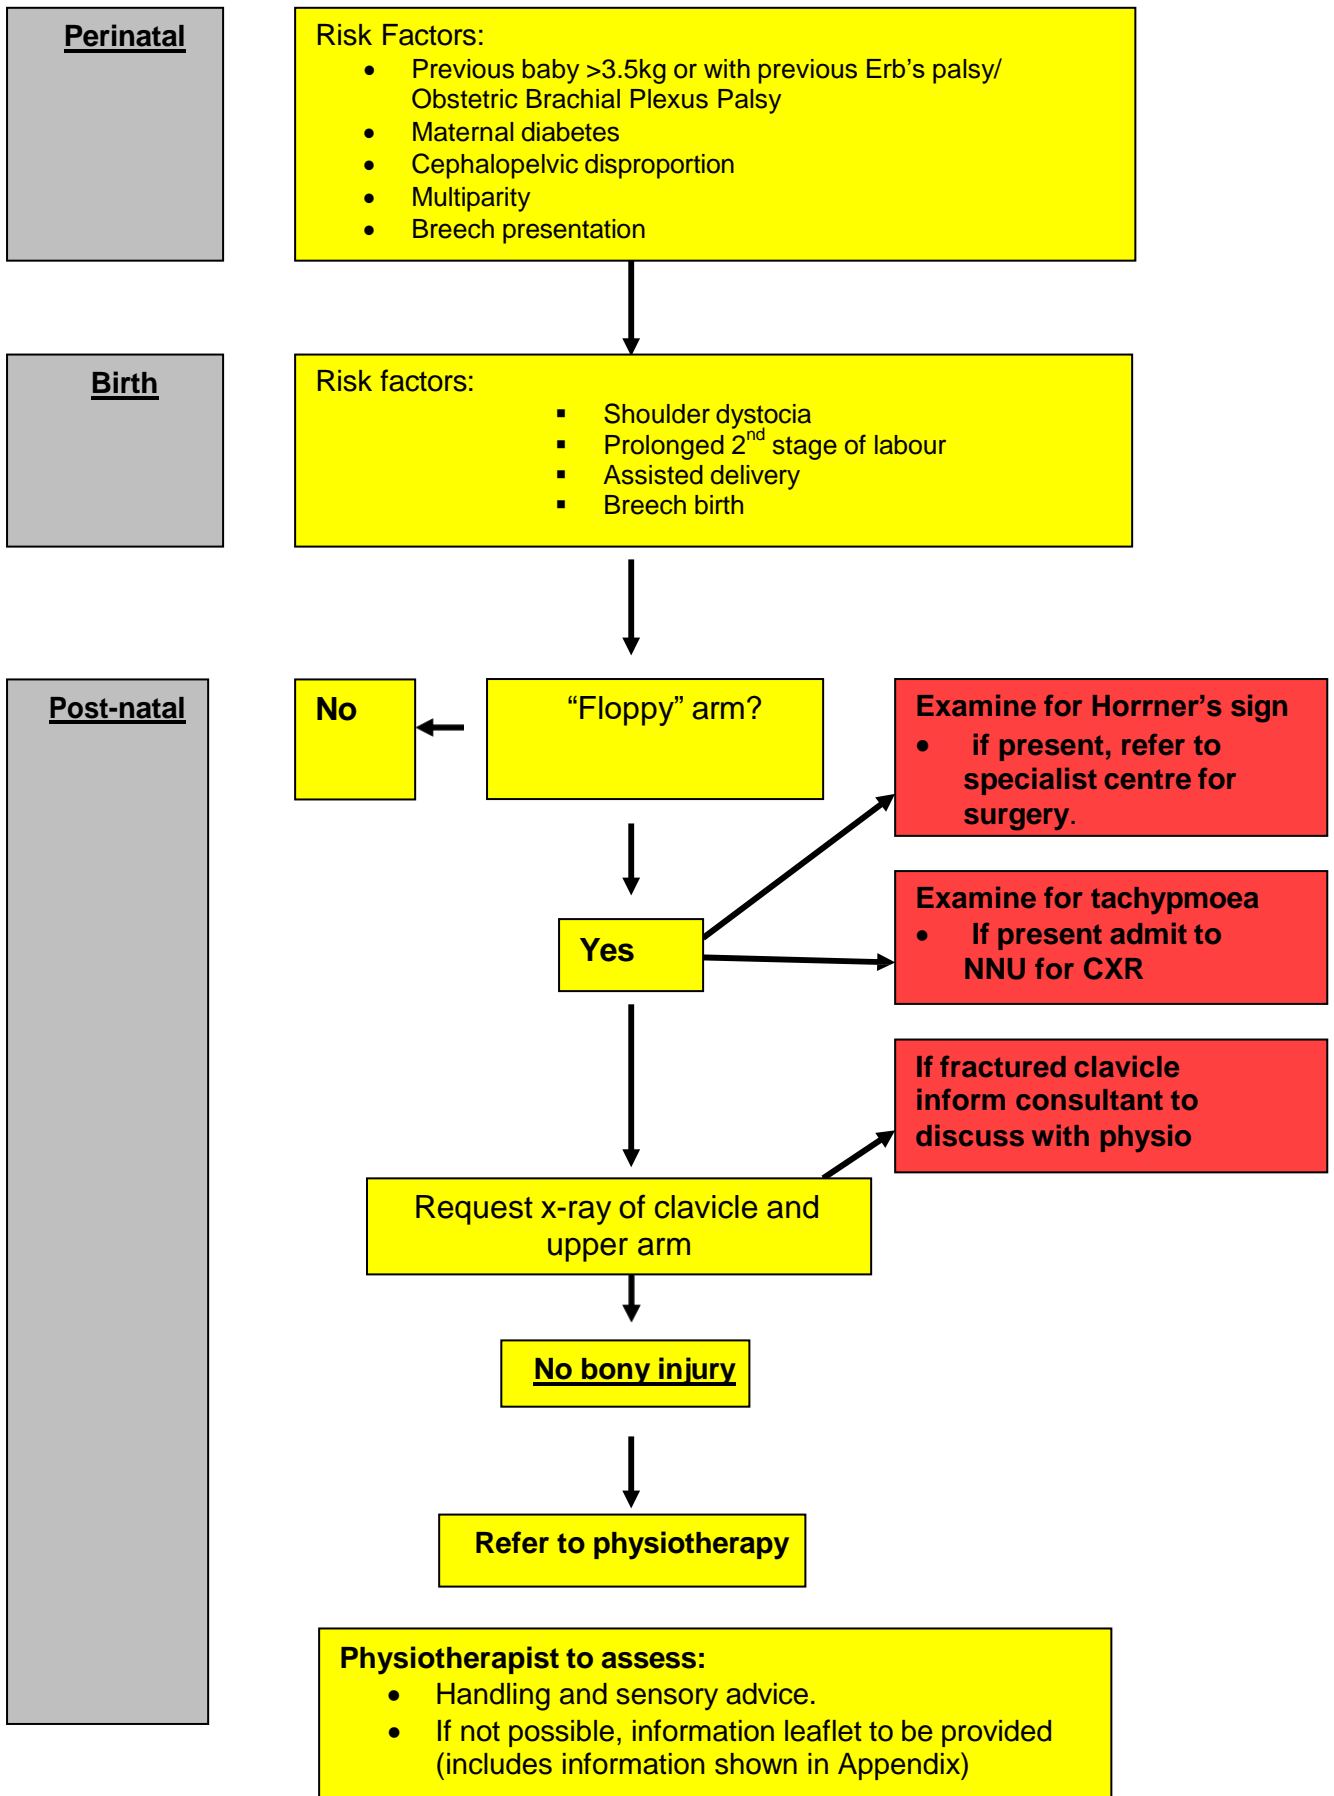 Perinatal
Risk Factors:
• Previous baby >3.5kg or with previous Erb’s palsy/
Obstetric Brachial Plexus Palsy
• Maternal diabetes
• Cephalopelvic disproportion
• Multiparity
• Breech presentation
Birth
Risk factors:
▪ Shoulder dystocia
▪ Prolonged 2nd stage of labour
▪ Assisted delivery
▪ Breech birth
Post-natal
No
“Floppy” arm?
Examine for Horrner’s sign
• if present, refer to
specialist centre for
surgery.
Examine for tachypmoea
• If present admit to
NNU for CXR
Yes
If fractured clavicle
inform consultant to
discuss with physio
Request x-ray of clavicle and
upper arm
No bony injury
Refer to physiotherapy
Physiotherapist to assess:
• Handling and sensory advice.
• If not possible, information leaflet to be provided
(includes information shown in Appendix)